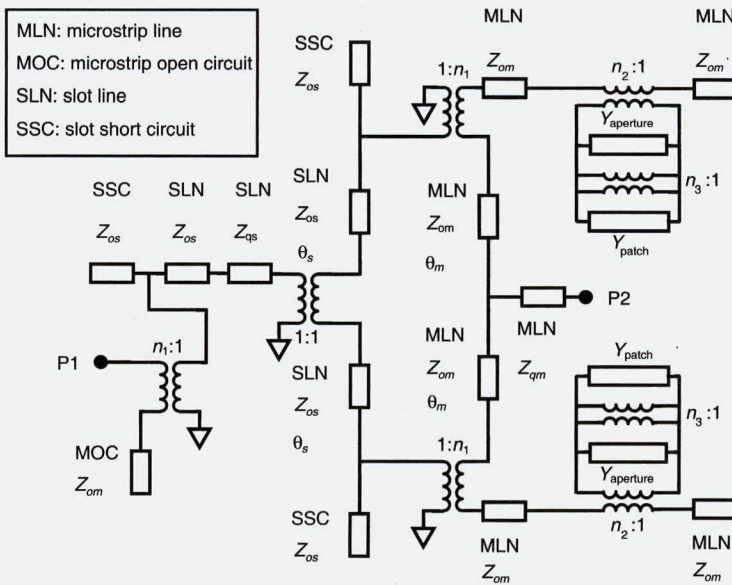 MLN: microstrip line
MOC: microstrip open circuit
SLN: slot line
SSC: slot short circuit
MLN
MLN
SSC
Zos
1:n1
Zom
n2:1
Zom
Yaperture
n3:1
Ypatch
SSC
SLN
SLN
Zos
Zos
Zqs
SLN
Zos
θs
1:1
MLN
Zom
θm
P2
MLN
Zqm
P1
n1:1
MOC
Zom
SLN
Zos
θs
MLN
Zom
θm
1:n1
Ypatch
n3:1
Yaperture
n2:1
SSC
Zos
MLN
Zom
MLN
Zom